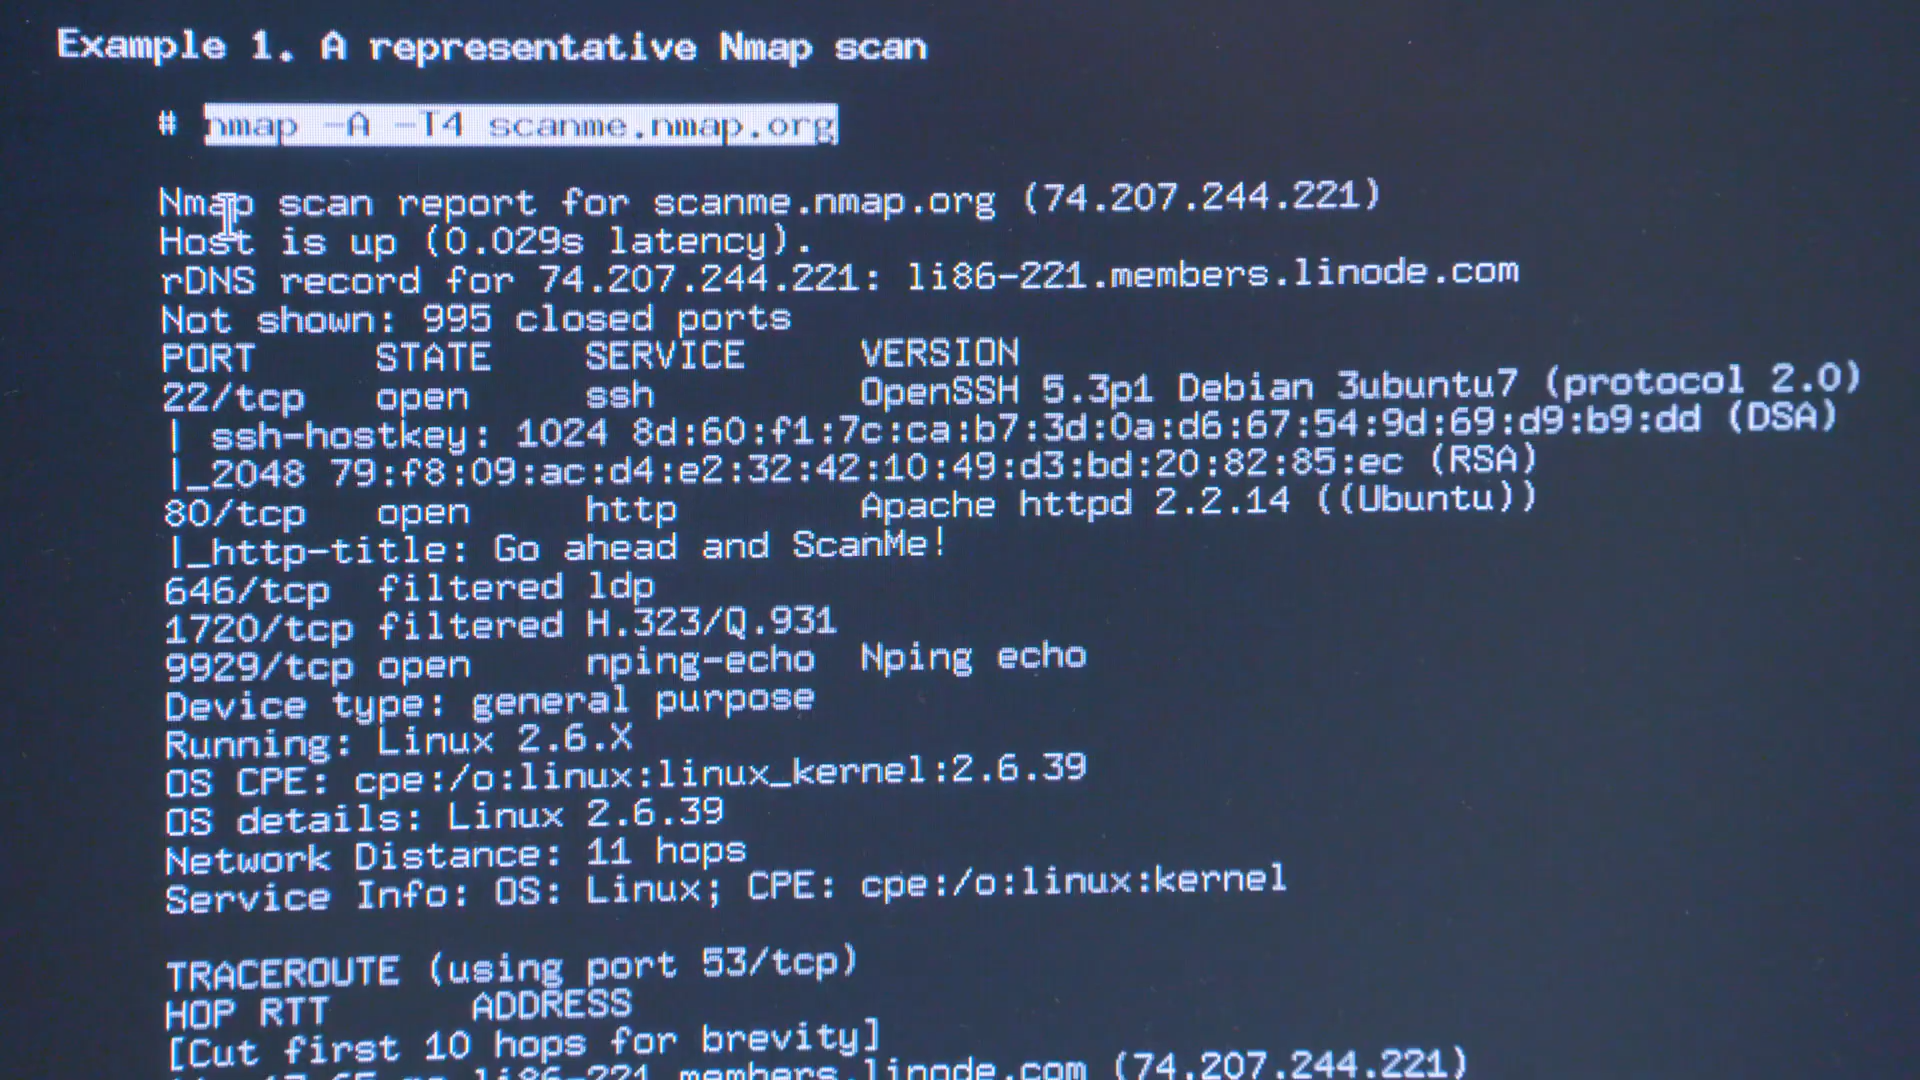 Example 1. A representative Nmap scan
# nmap -A -T4 scanme.nmap.org
Nmap scan report for scanme.nmap.org (74.207.244.221)
Host is up (0.029s latency).
rDNS record for 74.207.244.221: li86-221.members.linode.com
Not shown: 995 closed ports
PORT STATE SERVICE VERSION
22/tcp open ssh OpenSSH 5.3p1 Debian 3ubuntu7 (protocol 2.0)
| ssh-hostkey: 1024 8d:60:f1:7c:ca:b7:3d:0a:d6:67:54:9d:69:d9:b9:dd (DSA)
|_2048 79:f8:09:ac:d4:e2:32:42:10:49:d3:bd:20:82:85:ec (RSA)
80/tcp open http Apache httpd 2.2.14 ((Ubuntu))
|_http-title: Go ahead and ScanMe!
646/tcp filtered ldp
1720/tcp filtered H.323/Q.931
9929/tcp open nping-echo Nping echo
Device type: general purpose
Running: Linux 2.6.X
OS CPE: cpe:/o:linux:linux_kernel:2.6.39
OS details: Linux 2.6.39
Network Distance: 11 hops
Service Info: OS: Linux; CPE: cpe:/o:linux:kernel
TRACEROUTE (using port 53/tcp)
HOP RTT ADDRESS
[Cut first 10 hops for brevity]
li86-221.members.linode.com (74.207.244.221)